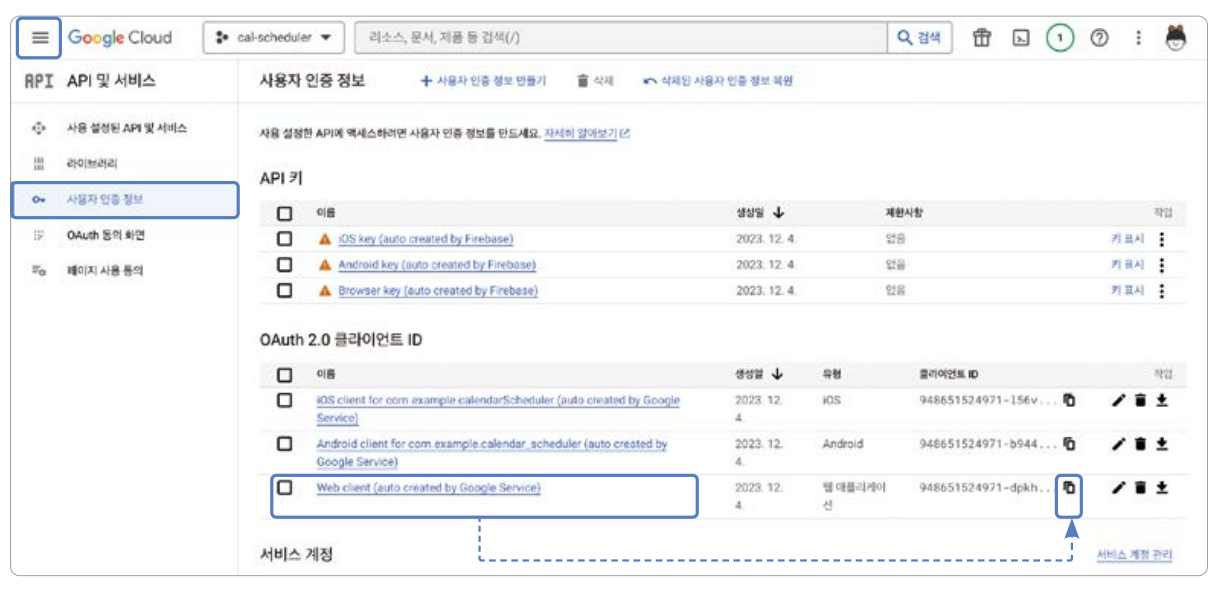 Google Cloud
cal-scheduler
리소스, 문서, 제품 등 검색(/)
검색
1
API API 및 서비스
사용 설정된 API 및 서비스
라이브러리
사용자 인증 정보
OAuth 동의 화면
페이지 사용 동의
사용자 인증 정보
+ 사용자 인증 정보 만들기
삭제
삭제된 사용자 인증 정보 복원
사용 설정한 API에 액세스하려면 사용자 인증 정보를 만드세요. 자세히 알아보기
API 키
이름 생성일 제한사항 작업
iOS key (auto created by Firebase) 2023. 12. 4. 없음 키 표시
Android key (auto created by Firebase) 2023. 12. 4. 없음 키 표시
Browser key (auto created by Firebase) 2023. 12. 4. 없음 키 표시
OAuth 2.0 클라이언트 ID
이름 생성일 유형 클라이언트 ID 작업
iOS client for com.example.calendarScheduler (auto created by Google 2023. 12. iOS 948651524971-l56v...
Service) 4.
Android client for com.example.calendar_scheduler (auto created by 2023. 12. Android 948651524971-b944...
Google Service) 4.
Web client (auto created by Google Service) 2023. 12. 웹 애플리케이 948651524971-dpkh...
4. 션
서비스 계정
서비스 계정 관리